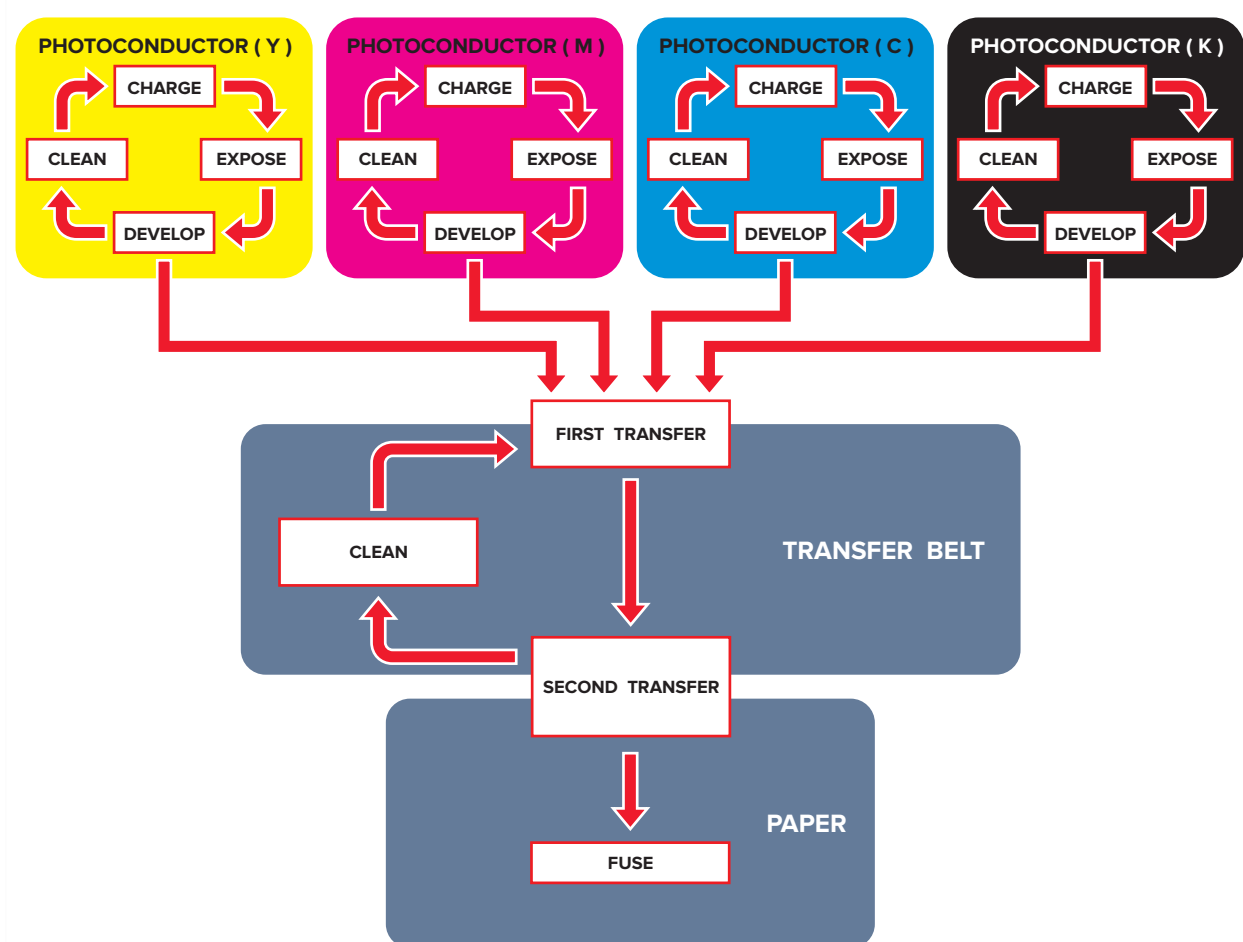 PHOTOCONDUCTOR ( Y )
CHARGE
CLEAN
EXPOSE
DEVELOP
PHOTOCONDUCTOR ( M )
CHARGE
CLEAN
EXPOSE
DEVELOP
PHOTOCONDUCTOR ( C )
CHARGE
CLEAN
EXPOSE
DEVELOP
PHOTOCONDUCTOR ( K )
CHARGE
CLEAN
EXPOSE
DEVELOP
FIRST TRANSFER
CLEAN
TRANSFER BELT
SECOND TRANSFER
PAPER
FUSE